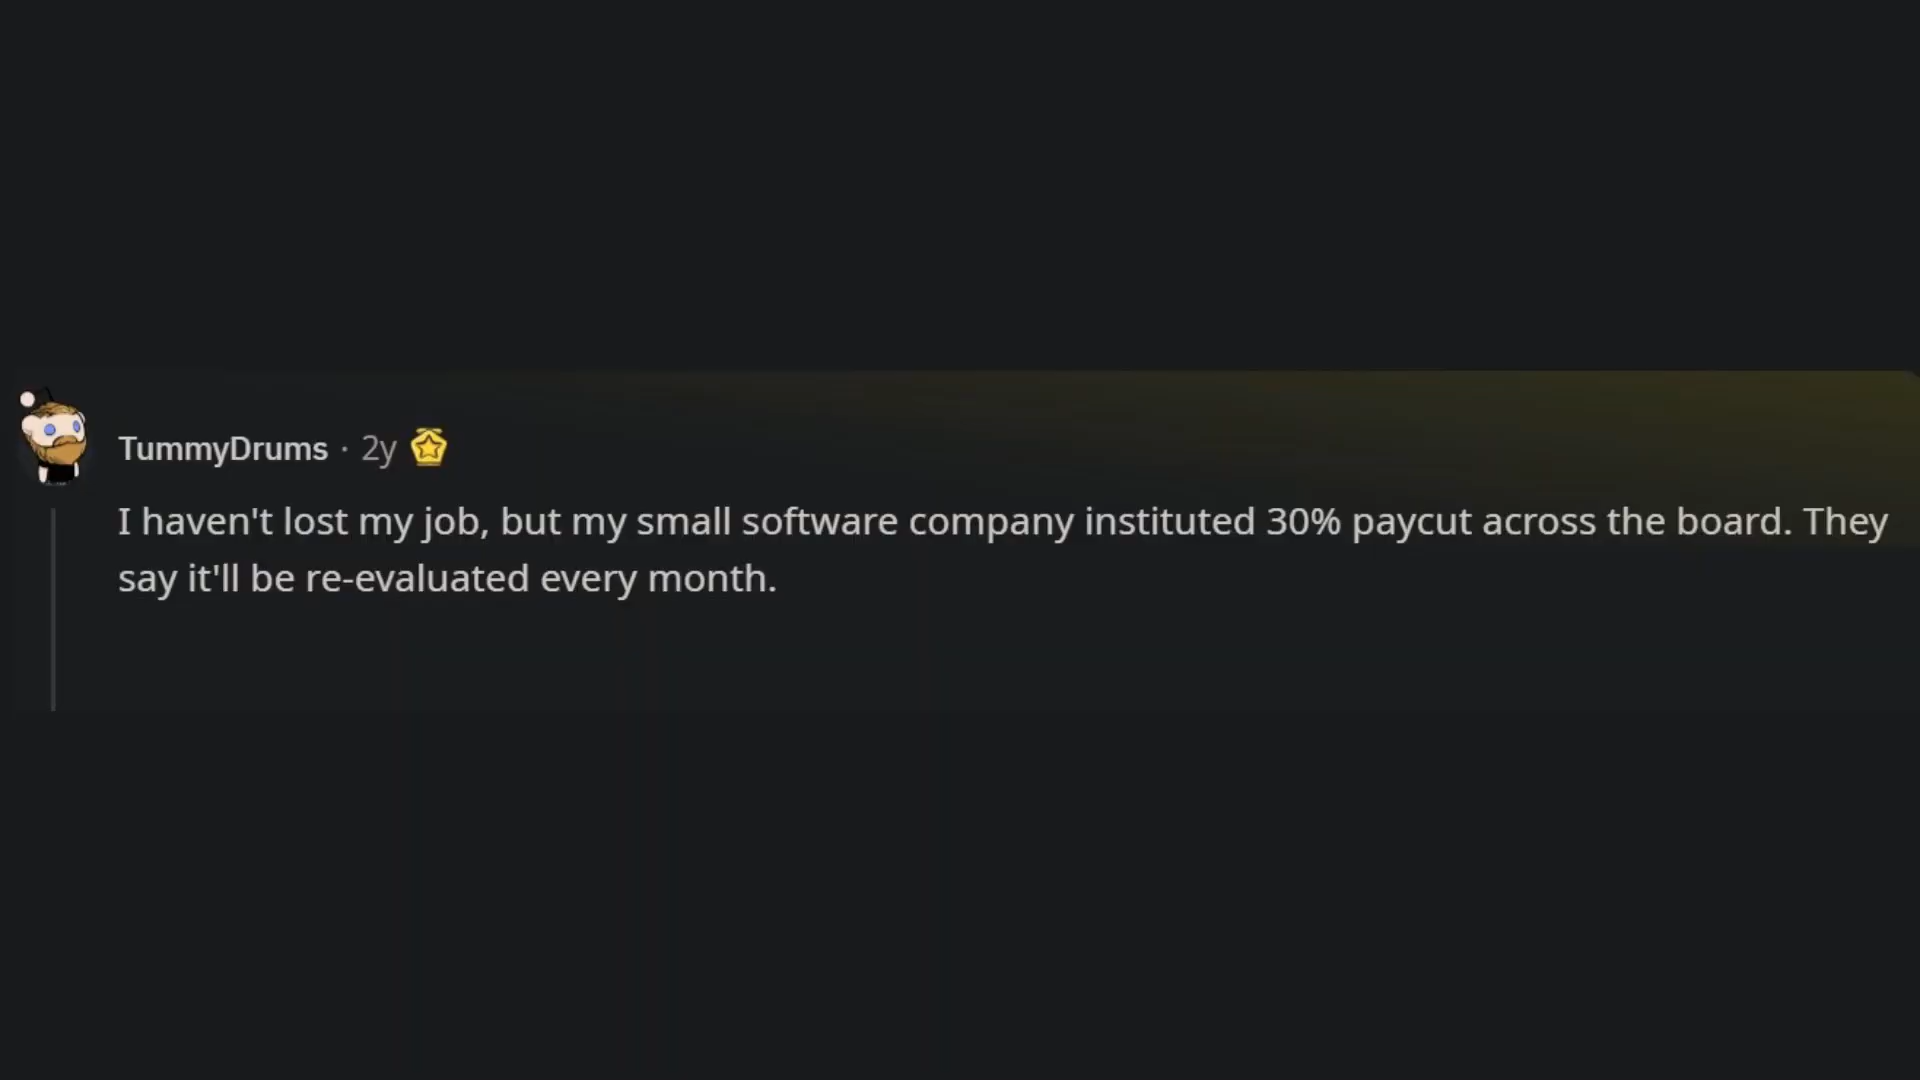 TummyDrums · 2y
I haven't lost my job, but my small software company instituted 30% paycut across the board. They
say it'll be re-evaluated every month.